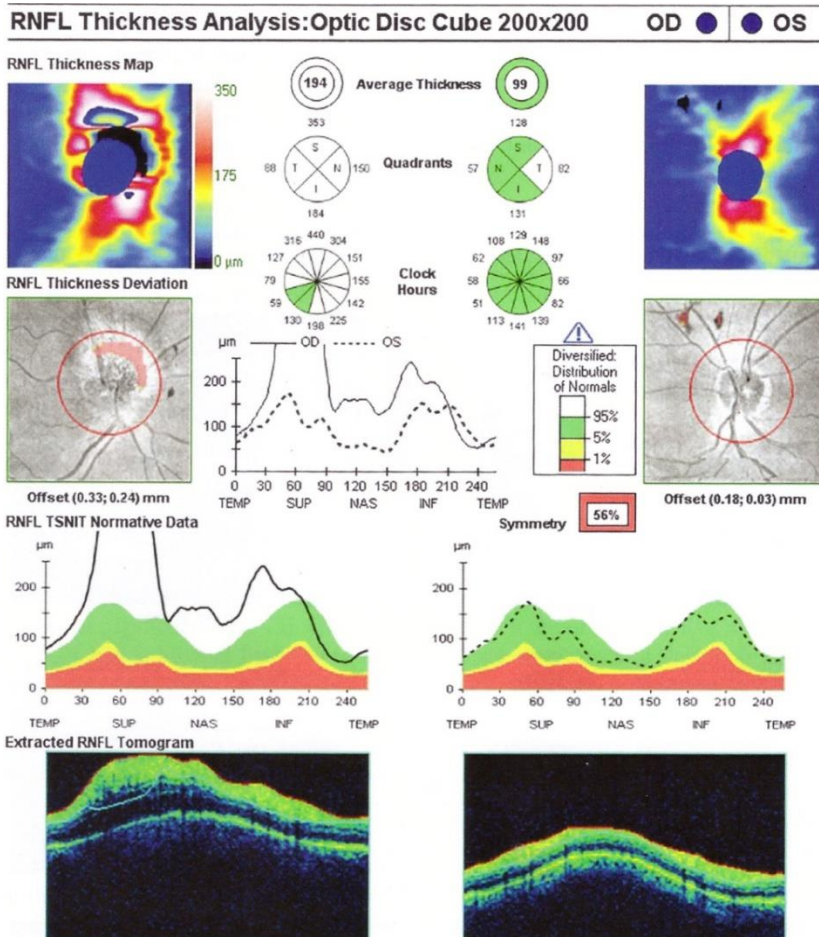 RNFL Thickness Analysis:Optic Disc Cube 200x200 OD OS
RNFL Thickness Map
350
175
0 µm
194 Average Thickness 99
353 128
S S
88 T N 150 Quadrants 57 N T 82
I I
184 131
440 129
316 304 108 148
127 151 62 97
79 155 Clock 58 66
59 142 Hours 51 82
130 225 113 139
198 141
RNFL Thickness Deviation
µm OD OS
200
100
0
0 30 60 90 120 150 180 210 240
TEMP SUP NAS INF TEMP
Diversified:
Distribution
of Normals
95%
5%
1%
Offset (0.33; 0.24) mm
Offset (0.18; 0.03) mm
RNFL TSNIT Normative Data
Symmetry 56%
µm µm
200 200
100 100
0 0
0 30 60 90 120 150 180 210 240 0 30 60 90 120 150 180 210 240
TEMP SUP NAS INF TEMP TEMP SUP NAS INF TEMP
Extracted RNFL Tomogram